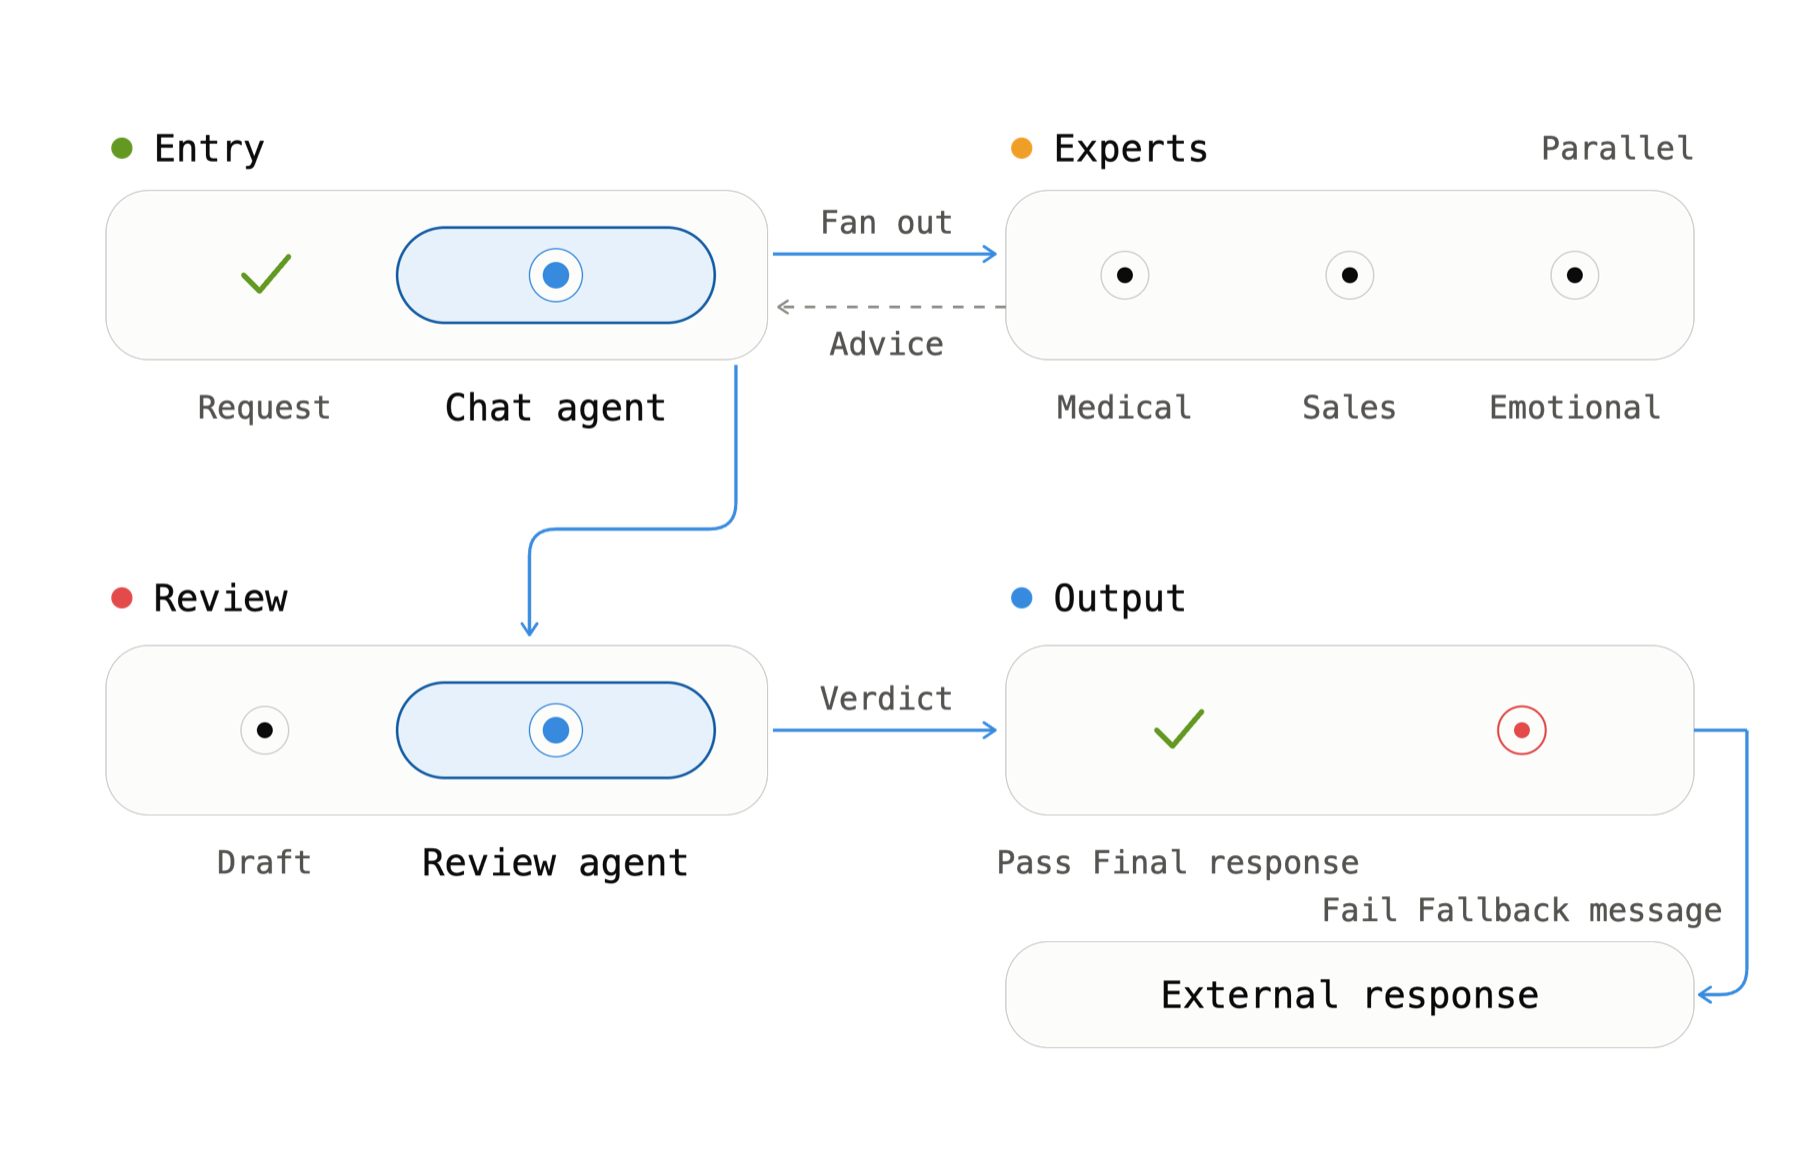 Entry
Experts
Parallel
Fan out
Advice
Request
Chat agent
Medical
Sales
Emotional
Review
Output
Verdict
Draft
Review agent
Pass Final response
Fail Fallback message
External response